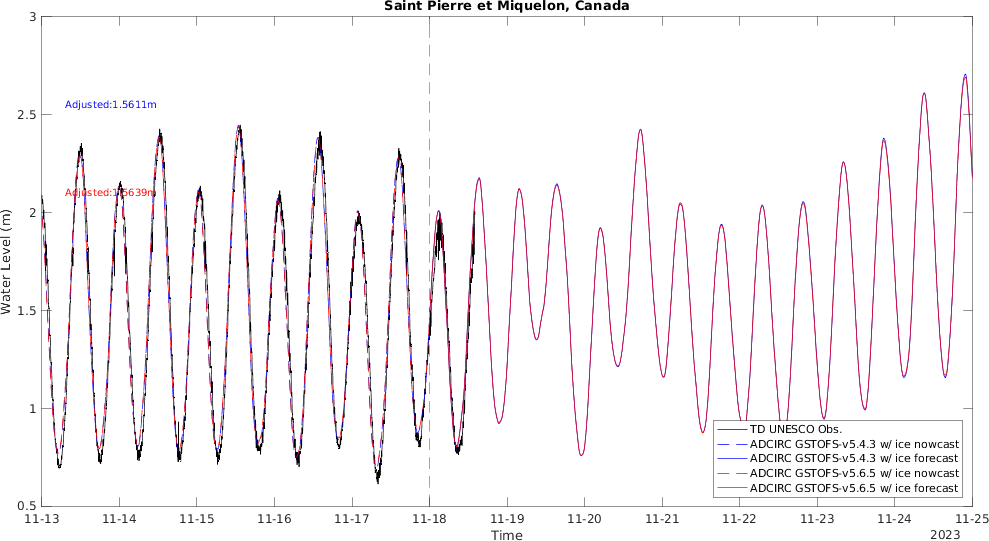 Saint Pierre et Miquelon, Canada
3
2.5
2
1.5
1
0.5
Water Level (m)
Adjusted:1.5611m
Adjusted:1.5639m
TD UNESCO Obs.
ADCIRC GSTOFS-v5.4.3 w/ ice nowcast
ADCIRC GSTOFS-v5.4.3 w/ ice forecast
ADCIRC GSTOFS-v5.6.5 w/ ice nowcast
ADCIRC GSTOFS-v5.6.5 w/ ice forecast
11-13 11-14 11-15 11-16 11-17 11-18 11-19 11-20 11-21 11-22 11-23 11-24 11-25
Time
2023